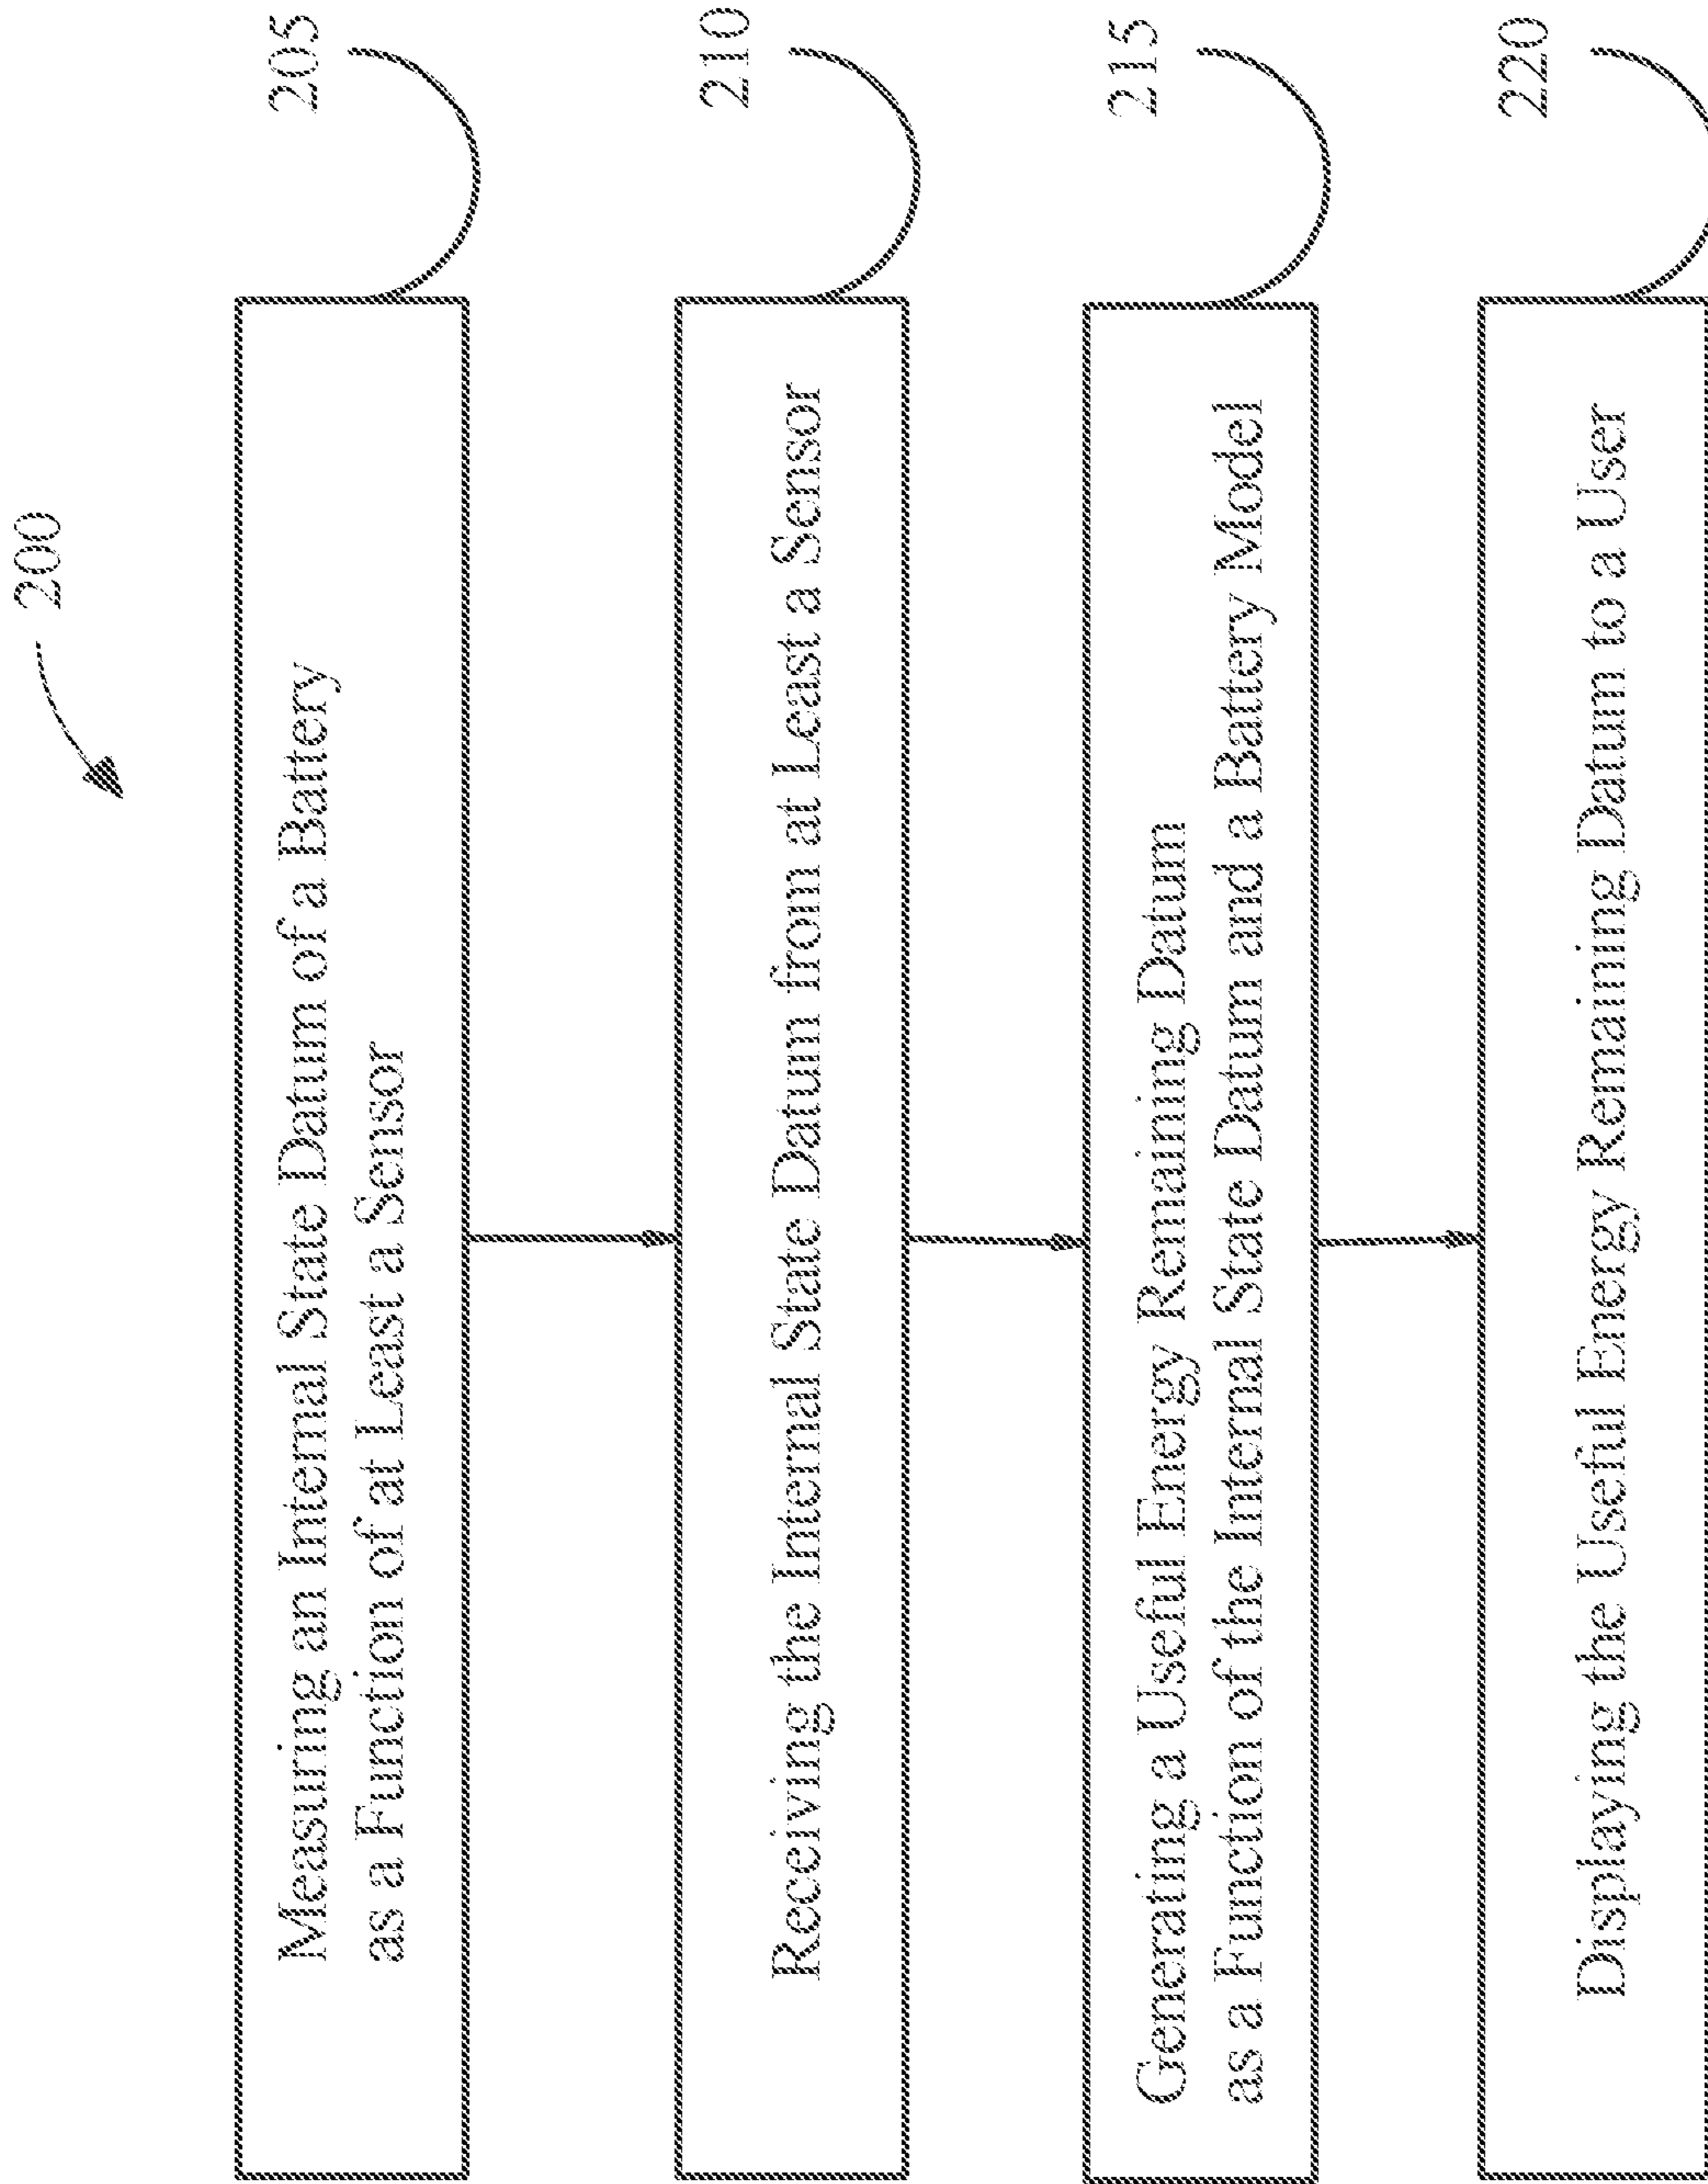 200
205
Measuring an Internal State Datum of a Battery
as a Function of at Least a Sensor
210
Receiving the Internal State Datum from at Least a Sensor
215
Generating a Useful Energy Remaining Datum
as a Function of the Internal State Datum and a Battery Model
220
Displaying the Useful Energy Remaining Datum to a User